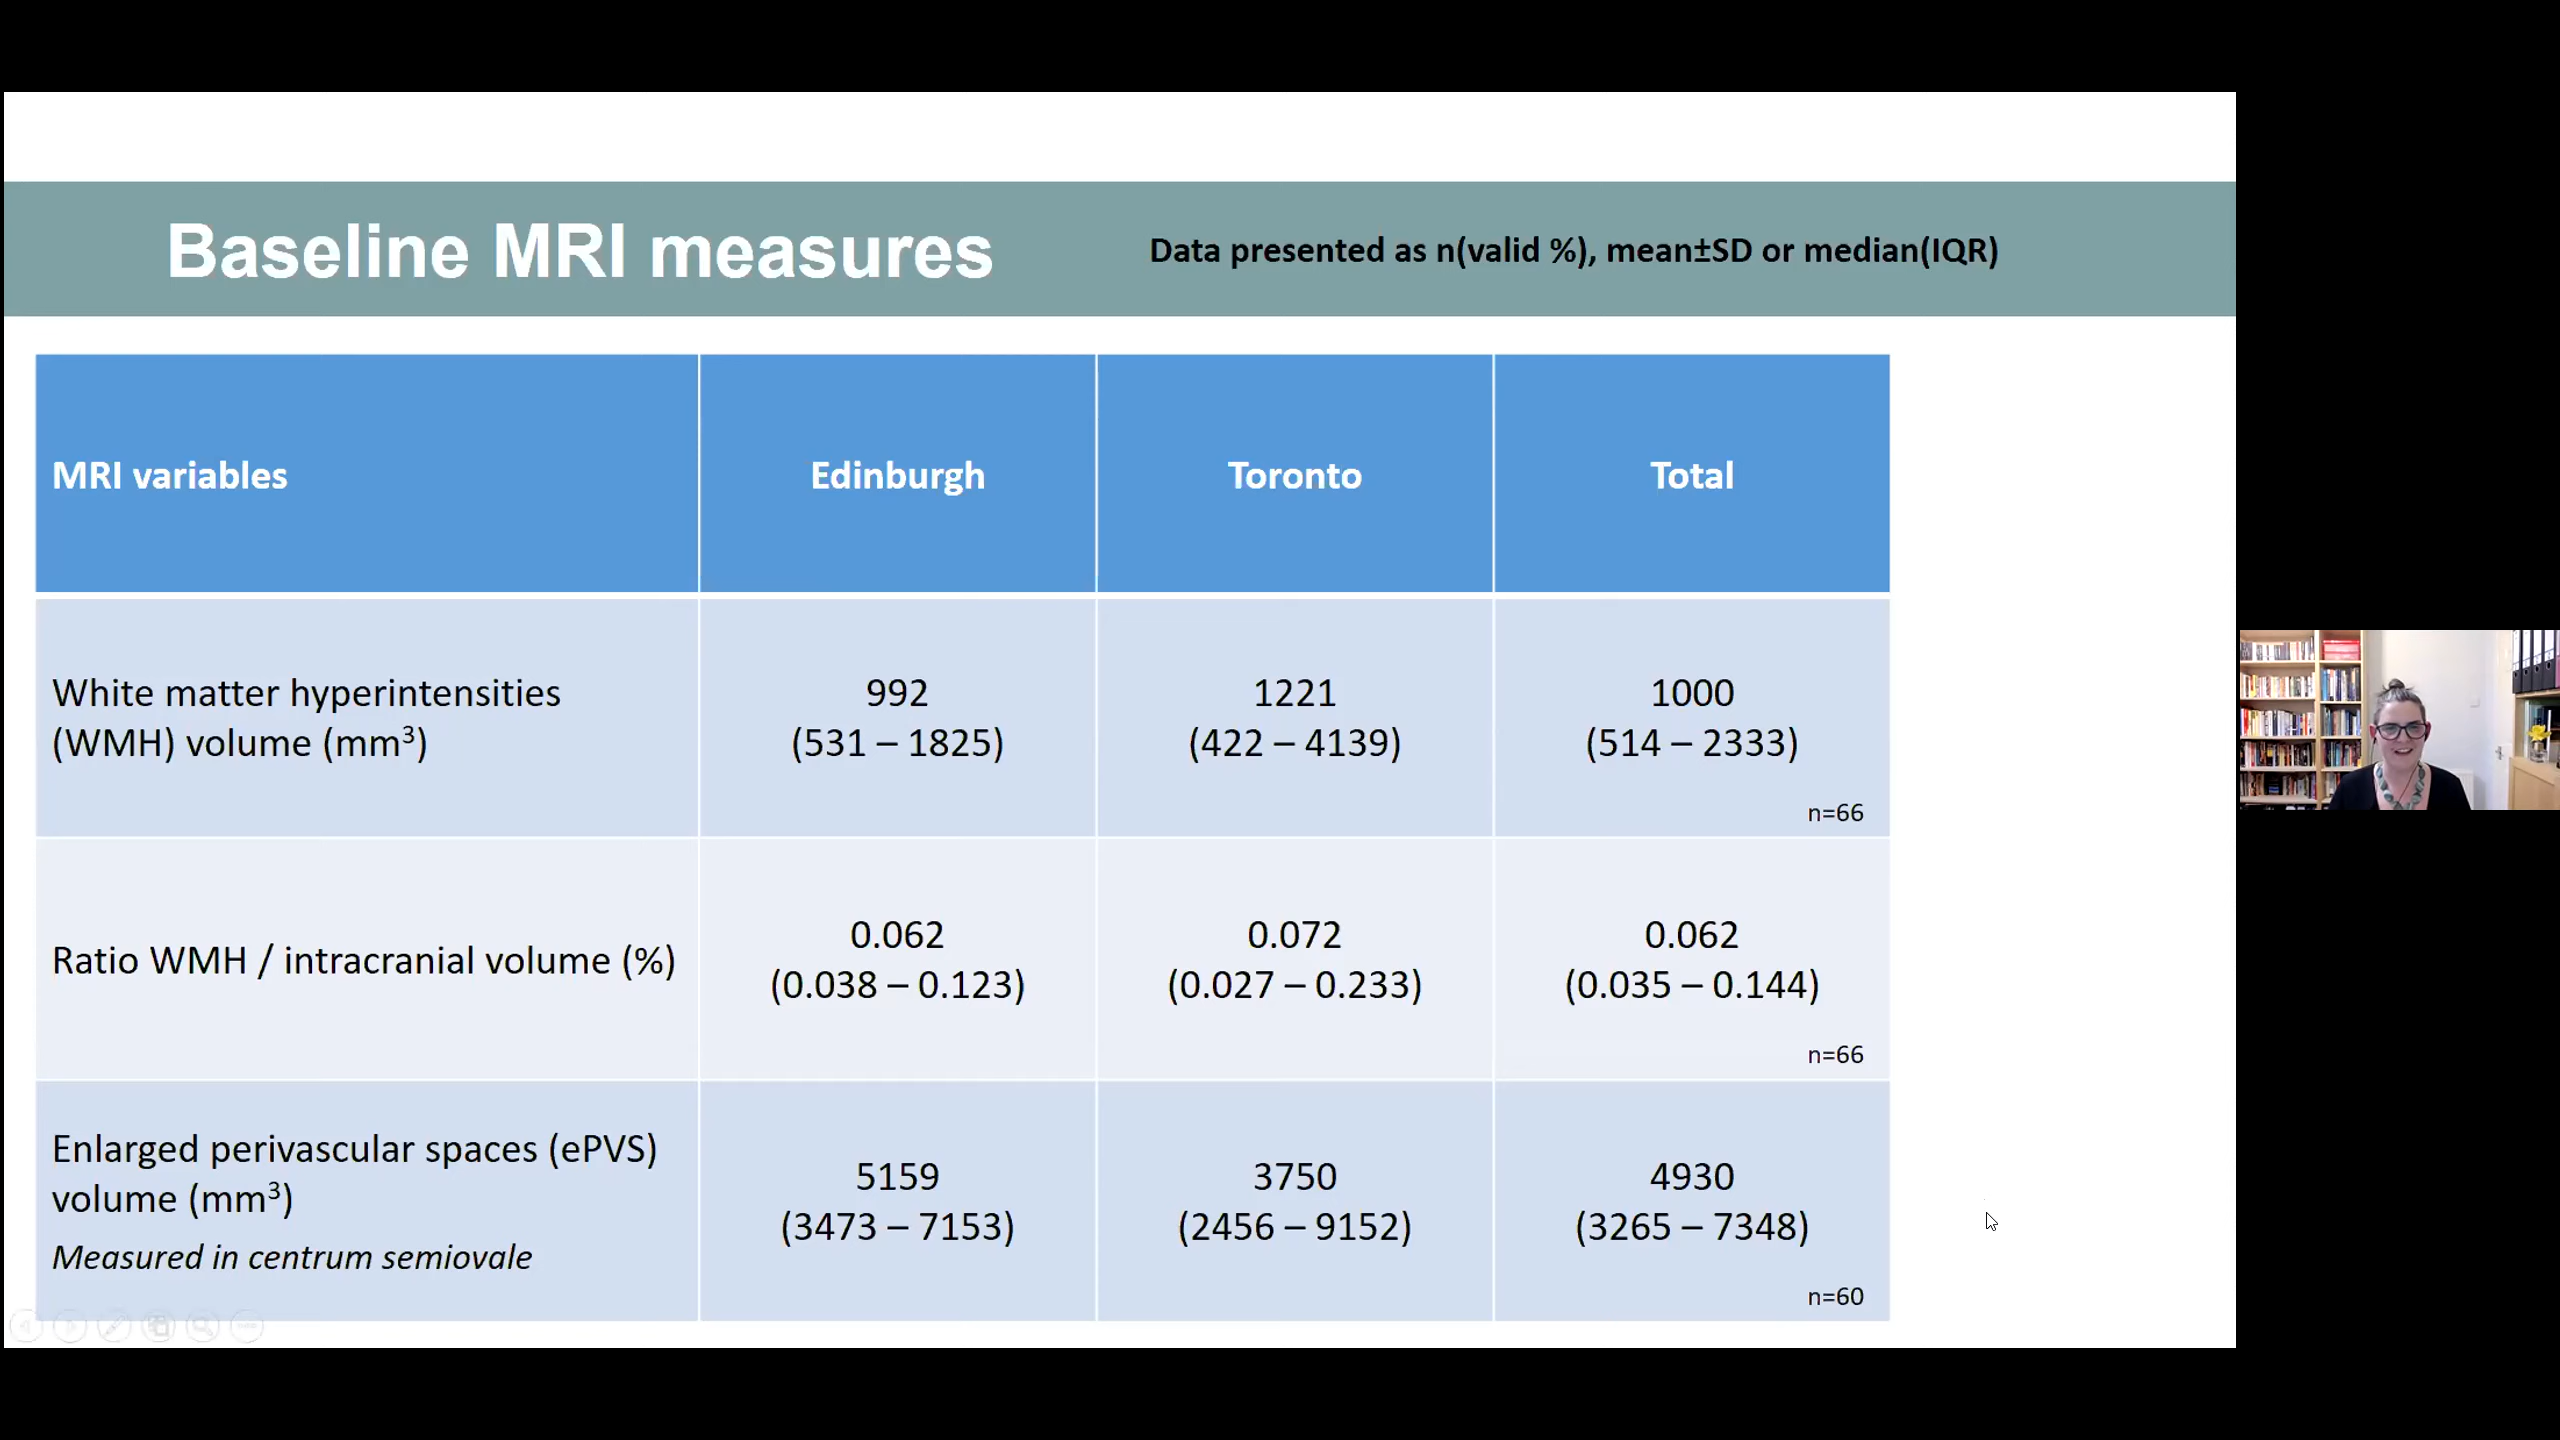 Baseline MRI measures
Data presented as n(valid %), mean±SD or median(IQR)
MRI variables
Edinburgh
Toronto
Total
White matter hyperintensities
(WMH) volume (mm³)
992
(531 – 1825)
1221
(422 – 4139)
1000
(514 – 2333)
n=66
Ratio WMH / intracranial volume (%)
0.062
(0.038 – 0.123)
0.072
(0.027 – 0.233)
0.062
(0.035 – 0.144)
n=66
Enlarged perivascular spaces (ePVS)
volume (mm³)
Measured in centrum semiovale
5159
(3473 – 7153)
3750
(2456 – 9152)
4930
(3265 – 7348)
n=60